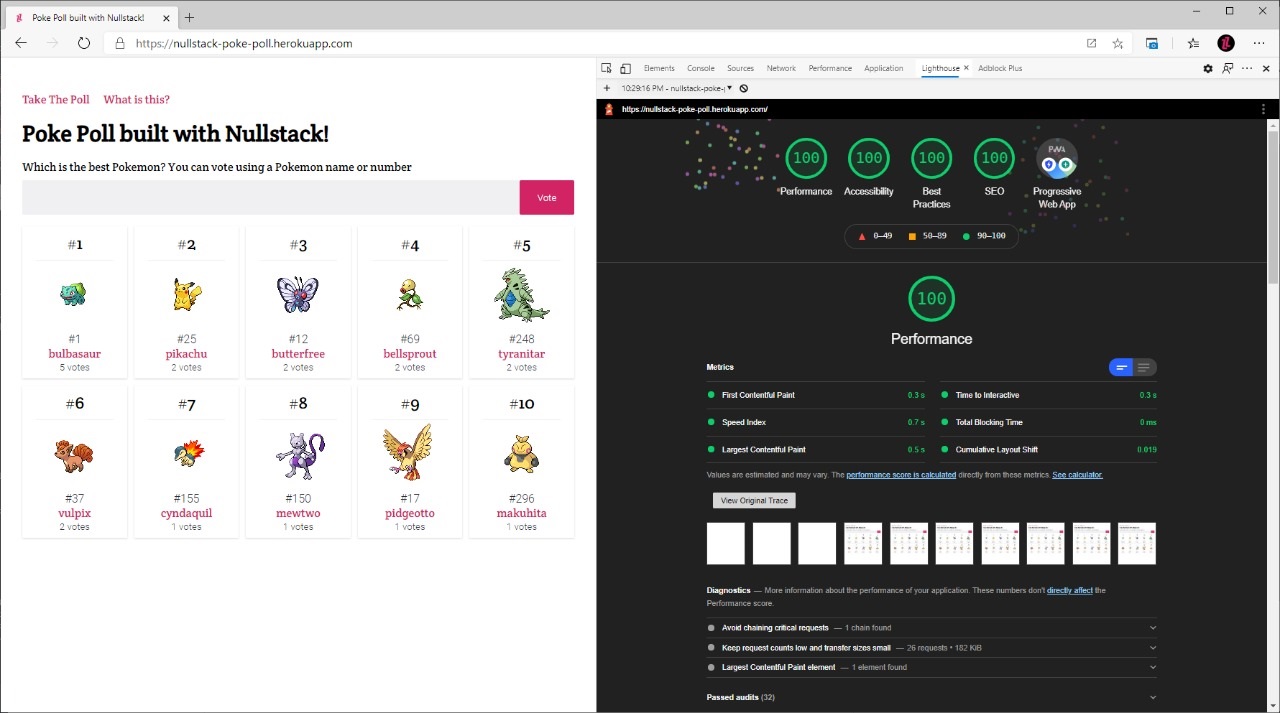 Poke Poll built with Nullstack!
https://nullstack-poke-poll.herokuapp.com
Take The Poll What is this?
Poke Poll built with Nullstack!
Which is the best Pokemon? You can vote using a Pokemon name or number
Vote
#1 #2 #3 #4 #5
#1 #25 #12 #69 #248
bulbasaur pikachu butterfree bellsprout tyranitar
5 votes 2 votes 2 votes 2 votes 2 votes
#6 #7 #8 #9 #10
#37 #155 #150 #17 #296
vulpix cyndaquil mewtwo pidgeotto makuhita
2 votes 1 votes 1 votes 1 votes 1 votes
Elements Console Sources Network Performance Application Lighthouse Adblock Plus
10:29:16 PM - nullstack-poke-
https://nullstack-poke-poll.herokuapp.com/
100 100 100 100 PWA
Performance Accessibility Best Practices SEO Progressive Web App
0–49 50–89 90–100
100
Performance
Metrics
First Contentful Paint 0.3 s Time to Interactive 0.3 s
Speed Index 0.7 s Total Blocking Time 0 ms
Largest Contentful Paint 0.5 s Cumulative Layout Shift 0.019
Values are estimated and may vary. The performance score is calculated directly from these metrics. See calculator.
View Original Trace
Diagnostics — More information about the performance of your application. These numbers don't directly affect the
Performance score.
Avoid chaining critical requests — 1 chain found
Keep request counts low and transfer sizes small — 26 requests • 182 KiB
Largest Contentful Paint element — 1 element found
Passed audits (32)